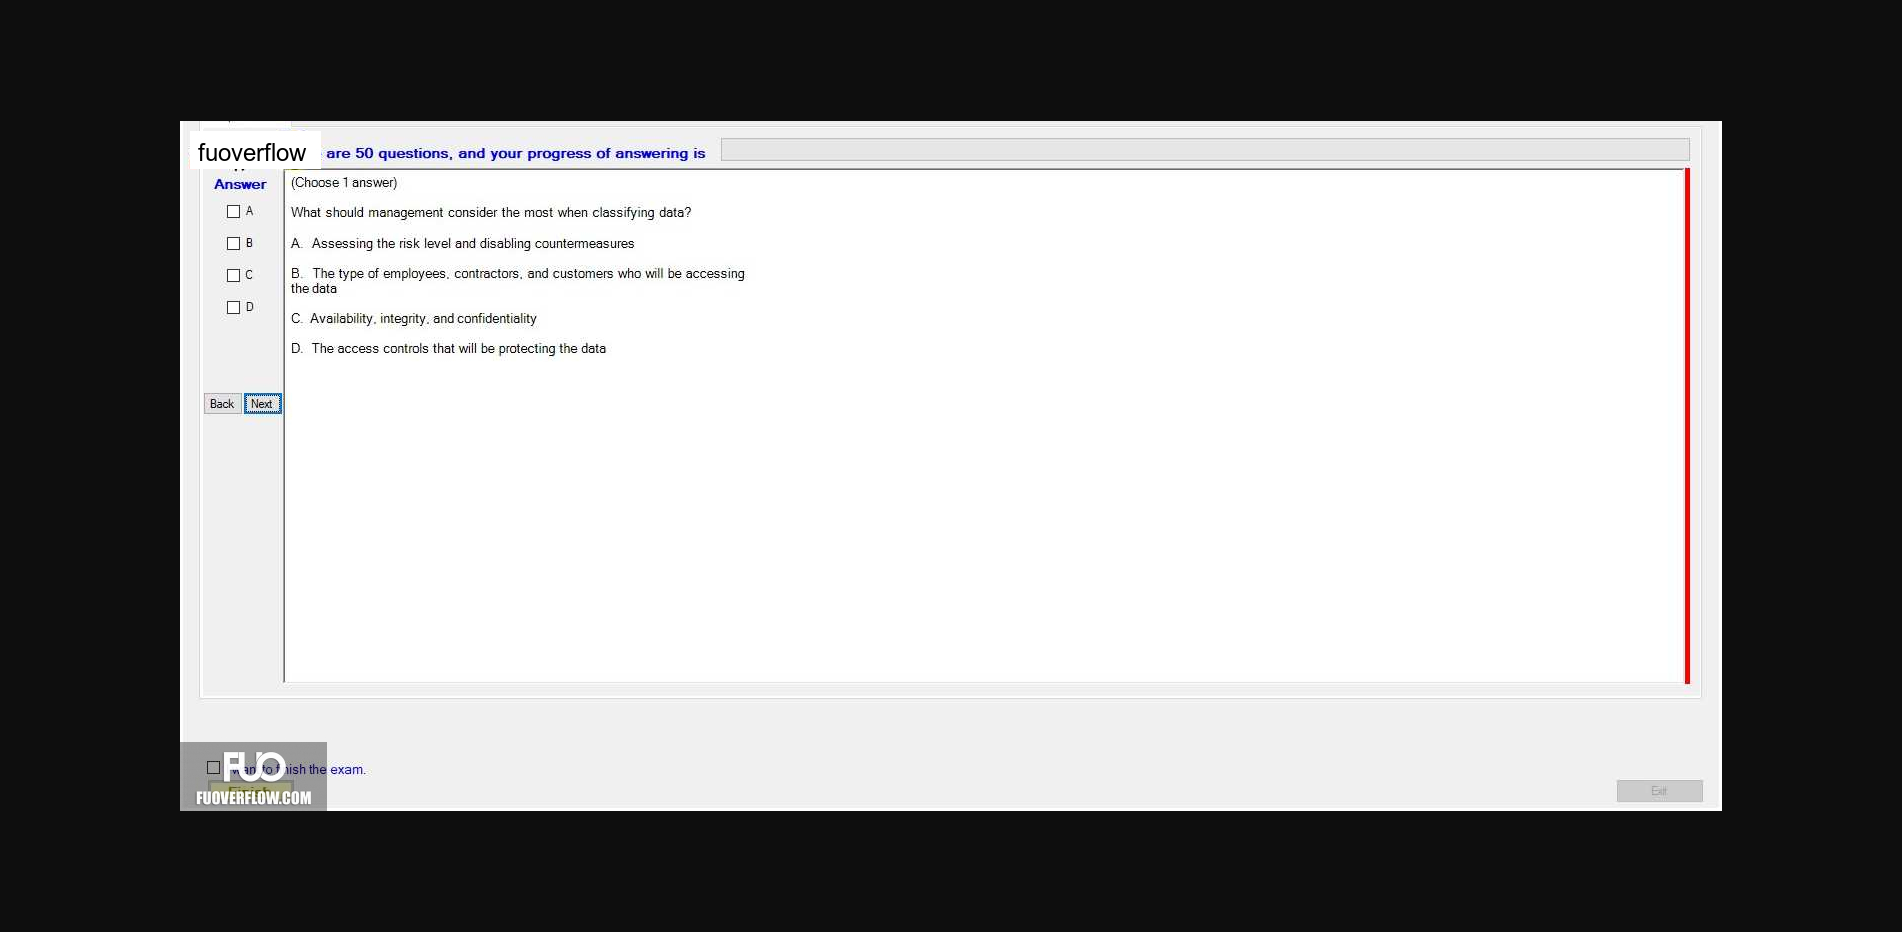 fuoverflow are 50 questions, and your progress of answering is
Answer
A
B
C
D
Back Next
(Choose 1 answer)
What should management consider the most when classifying data?
A. Assessing the risk level and disabling countermeasures
B. The type of employees, contractors, and customers who will be accessing
the data
C. Availability, integrity, and confidentiality
D. The access controls that will be protecting the data
FUO
want to finish the exam.
Finish
FUOVERFLOW.COM
Exit